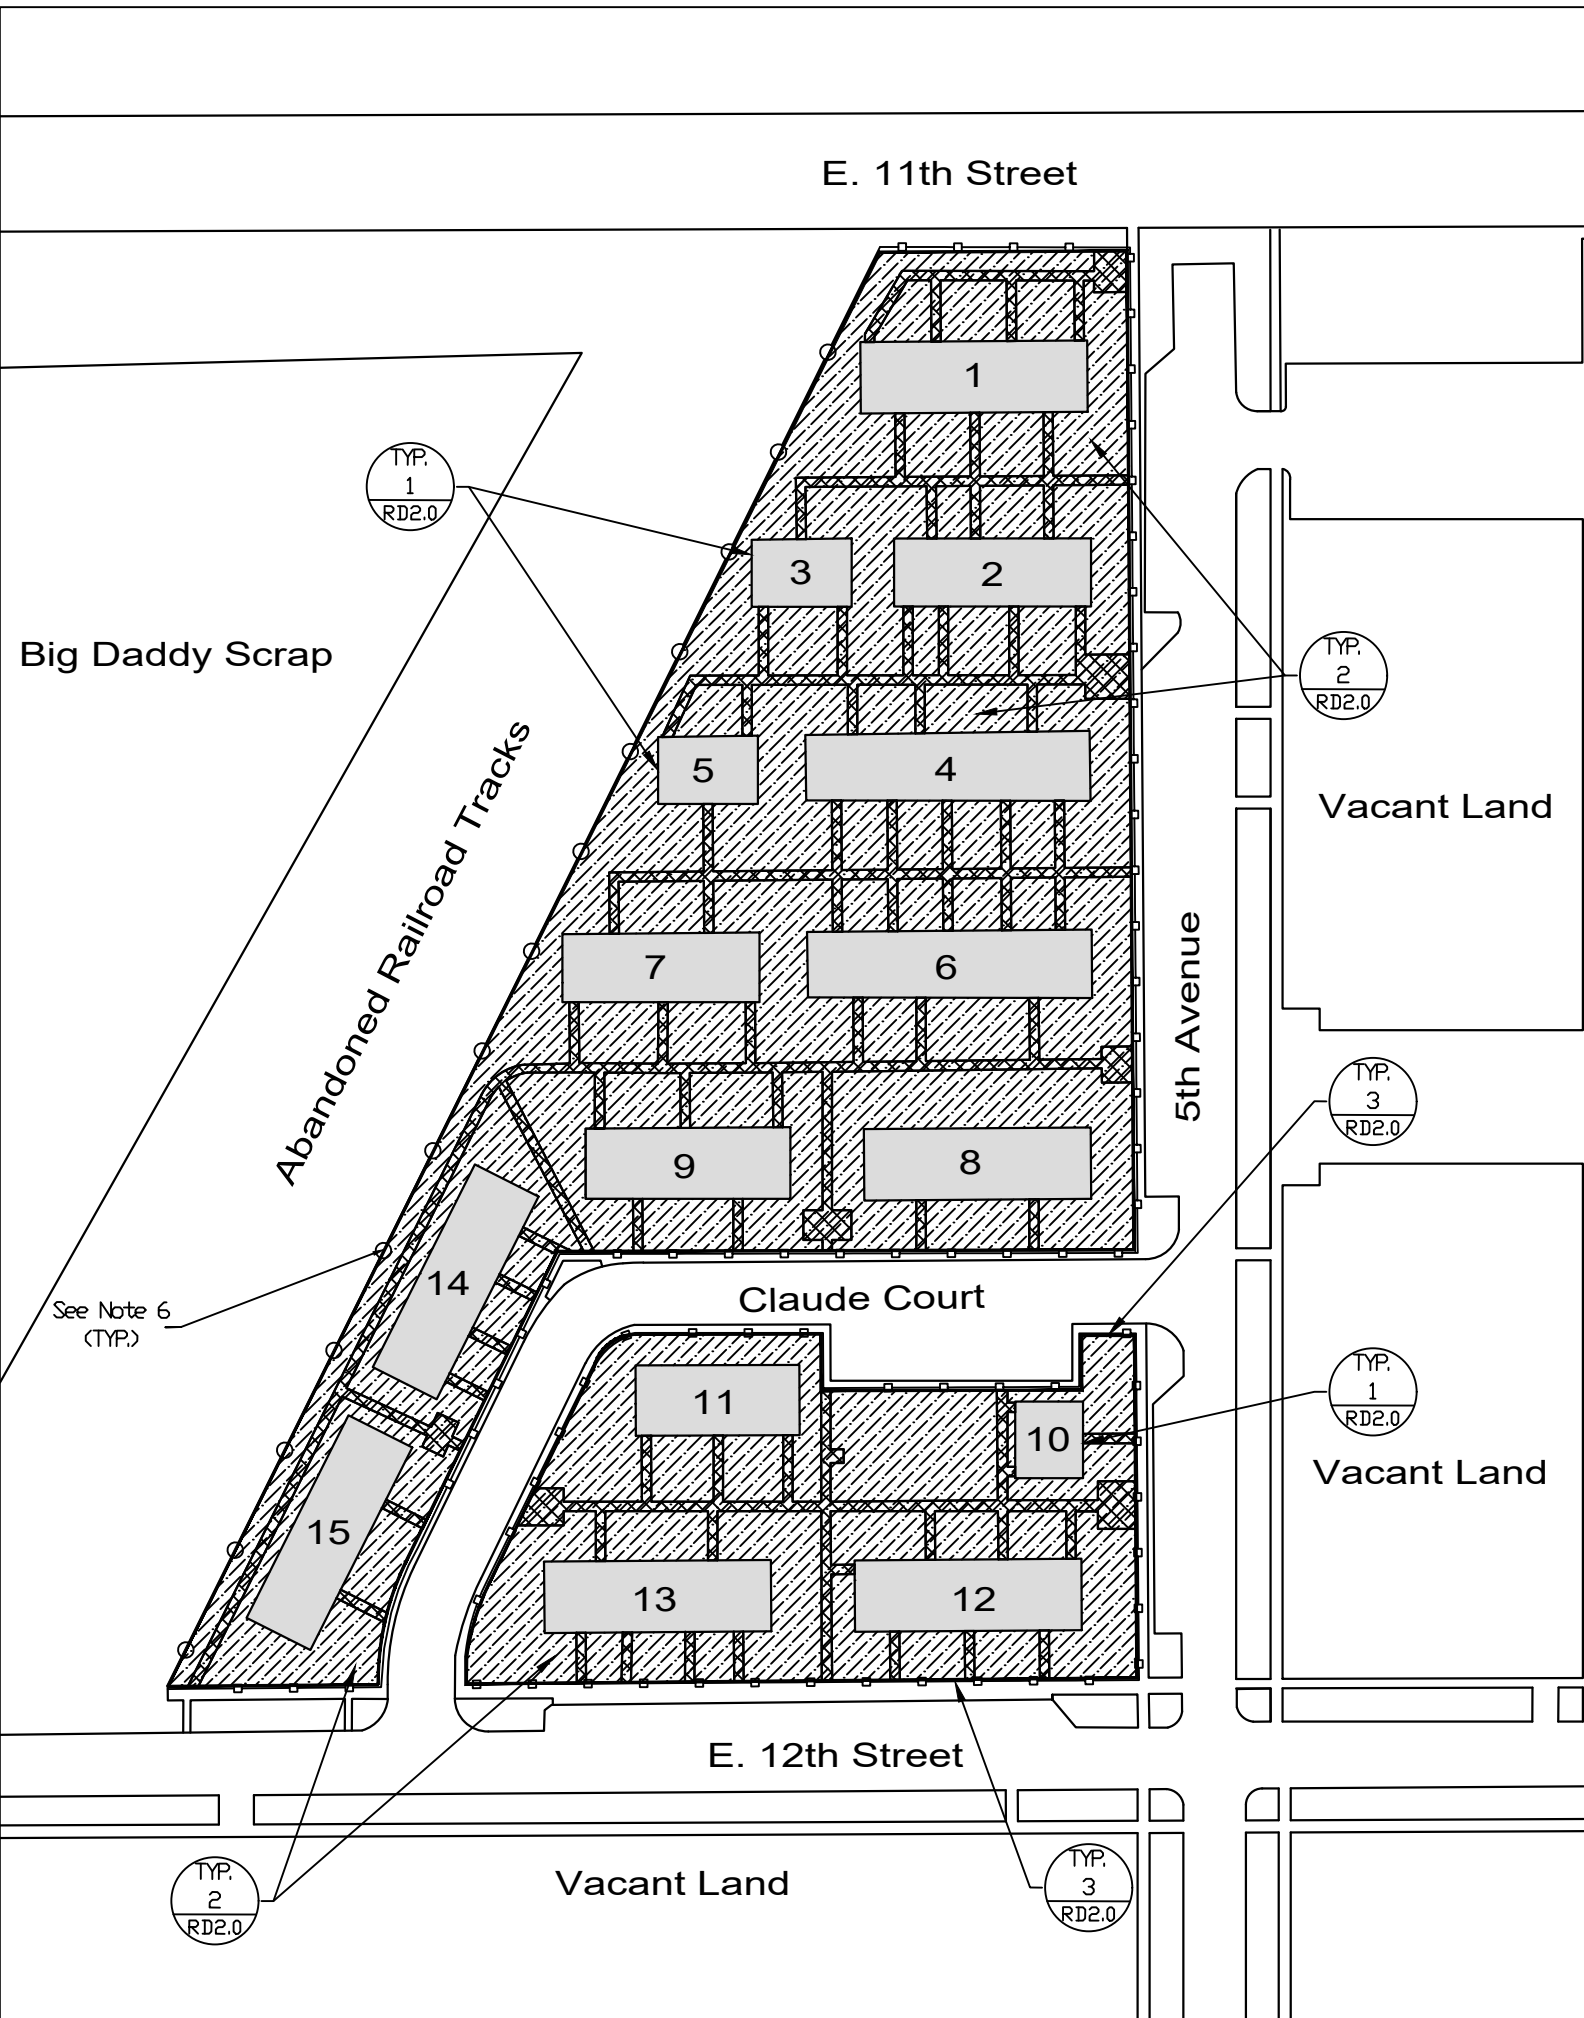 E. 11th Street
1
TYP.
1
RD2.0
3
2
Big Daddy Scrap
TYP.
2
RD2.0
5
4
Vacant Land
Abandoned Railroad Tracks
7
6
5th Avenue
TYP.
3
RD2.0
9
8
14
Claude Court
See Note 6
(TYP.)
TYP.
1
RD2.0
11
10
Vacant Land
15
13
12
E. 12th Street
TYP.
2
RD2.0
Vacant Land
TYP.
3
RD2.0